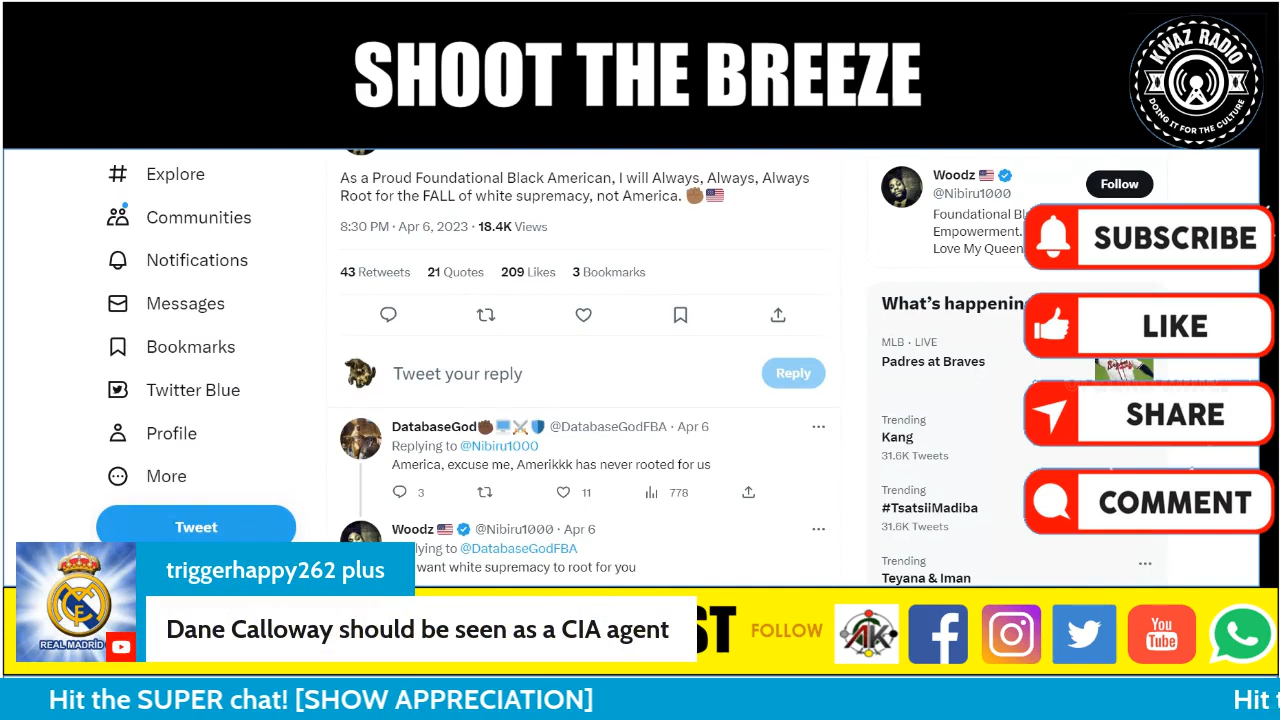 SHOOT THE BREEZE
KWAZ RADIO
DOING IT FOR THE CULTURE
Explore
Communities
Notifications
Messages
Bookmarks
Twitter Blue
Profile
More
Tweet
As a Proud Foundational Black American, I will Always, Always, Always
Root for the FALL of white supremacy, not America. ✊🏾🇺🇸
8:30 PM · Apr 6, 2023 · 18.4K Views
43 Retweets 21 Quotes 209 Likes 3 Bookmarks
Tweet your reply
Reply
DatabaseGod✊🏾💻⚔️🛡️ @DatabaseGodFBA · Apr 6
Replying to @Nibiru1000
America, excuse me, Amerikkk has never rooted for us
3 11 778
Woodz 🇺🇸 @Nibiru1000 · Apr 6
to @DatabaseGodFBA
want white supremacy to root for you
Woodz 🇺🇸
@Nibiru1000
Follow
Foundational
Empowerment.
Love My Queen
What's
MLB · LIVE
Padres at Braves
Trending
Kang
31.6K Tweets
Trending
#TsatsiiMadiba
31.6K Tweets
Trending
Teyana & Iman
SUBSCRIBE
LIKE
SHARE
COMMENT
triggerhappy262 plus
Dane Calloway should be seen as a CIA agent
REAL MADRID
FOLLOW
You
Tube
Hit the SUPER chat! [SHOW APPRECIATION]
Hit